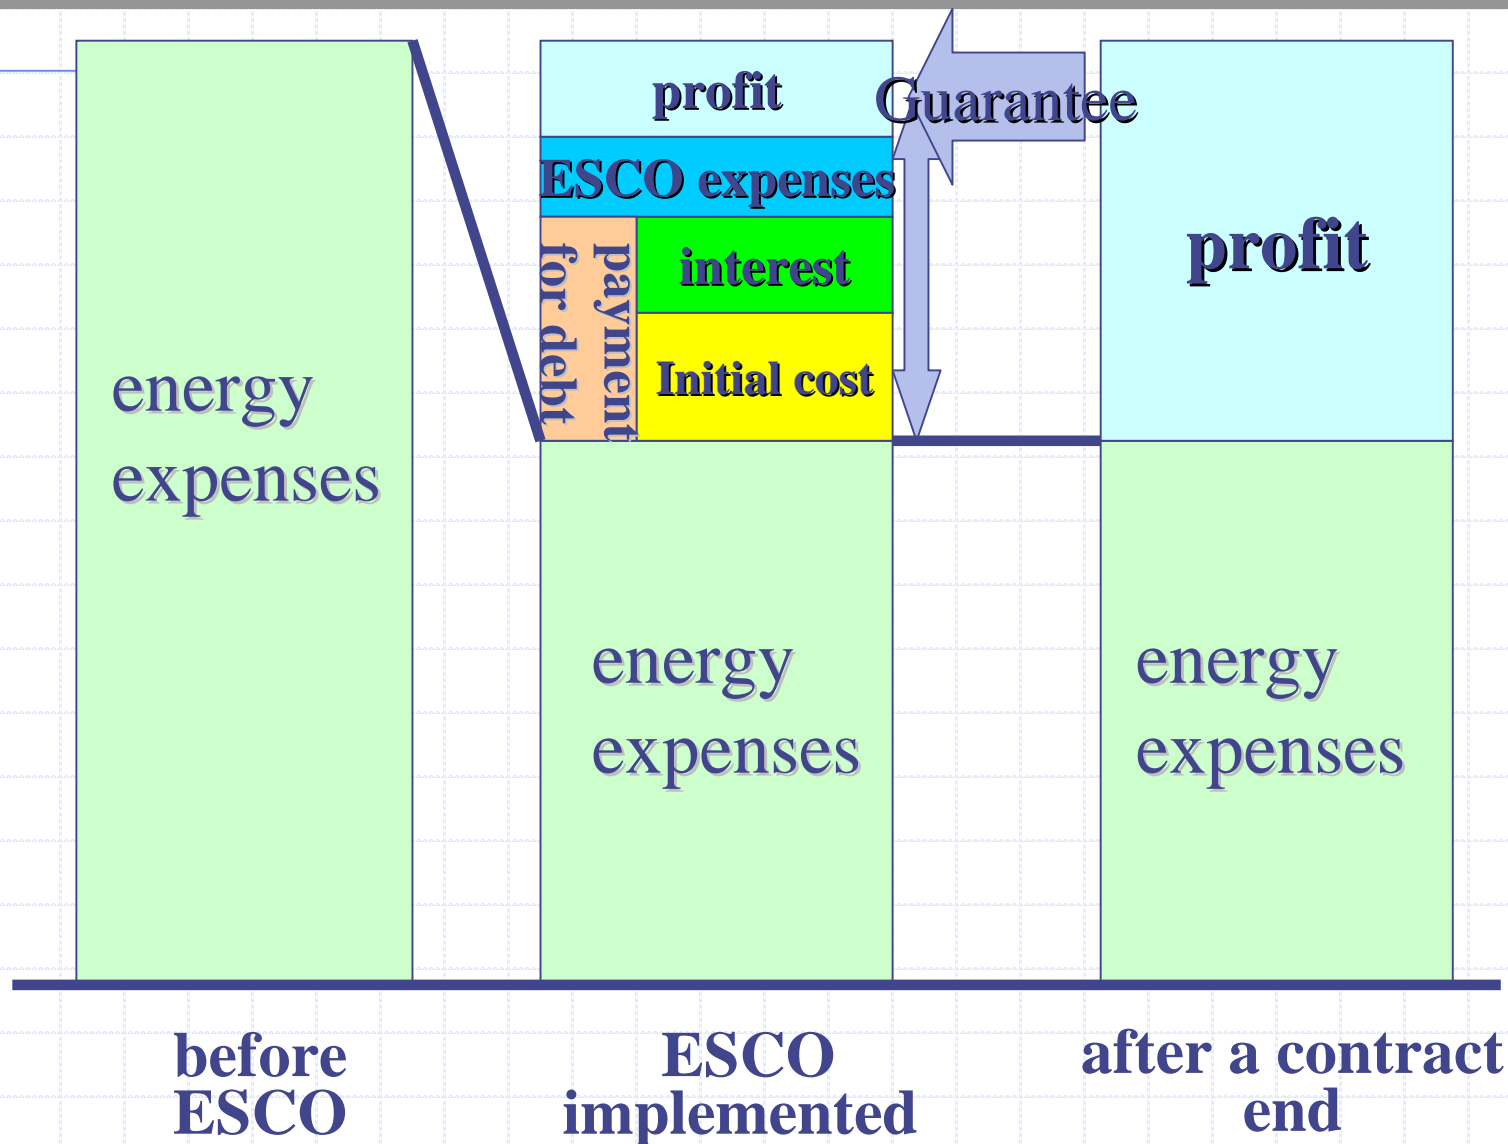 energy
expenses
profit
ESCO expenses
payment
for debt
interest
Initial cost
energy
expenses
Guarantee
profit
energy
expenses
before
ESCO
ESCO
implemented
after a contract
end